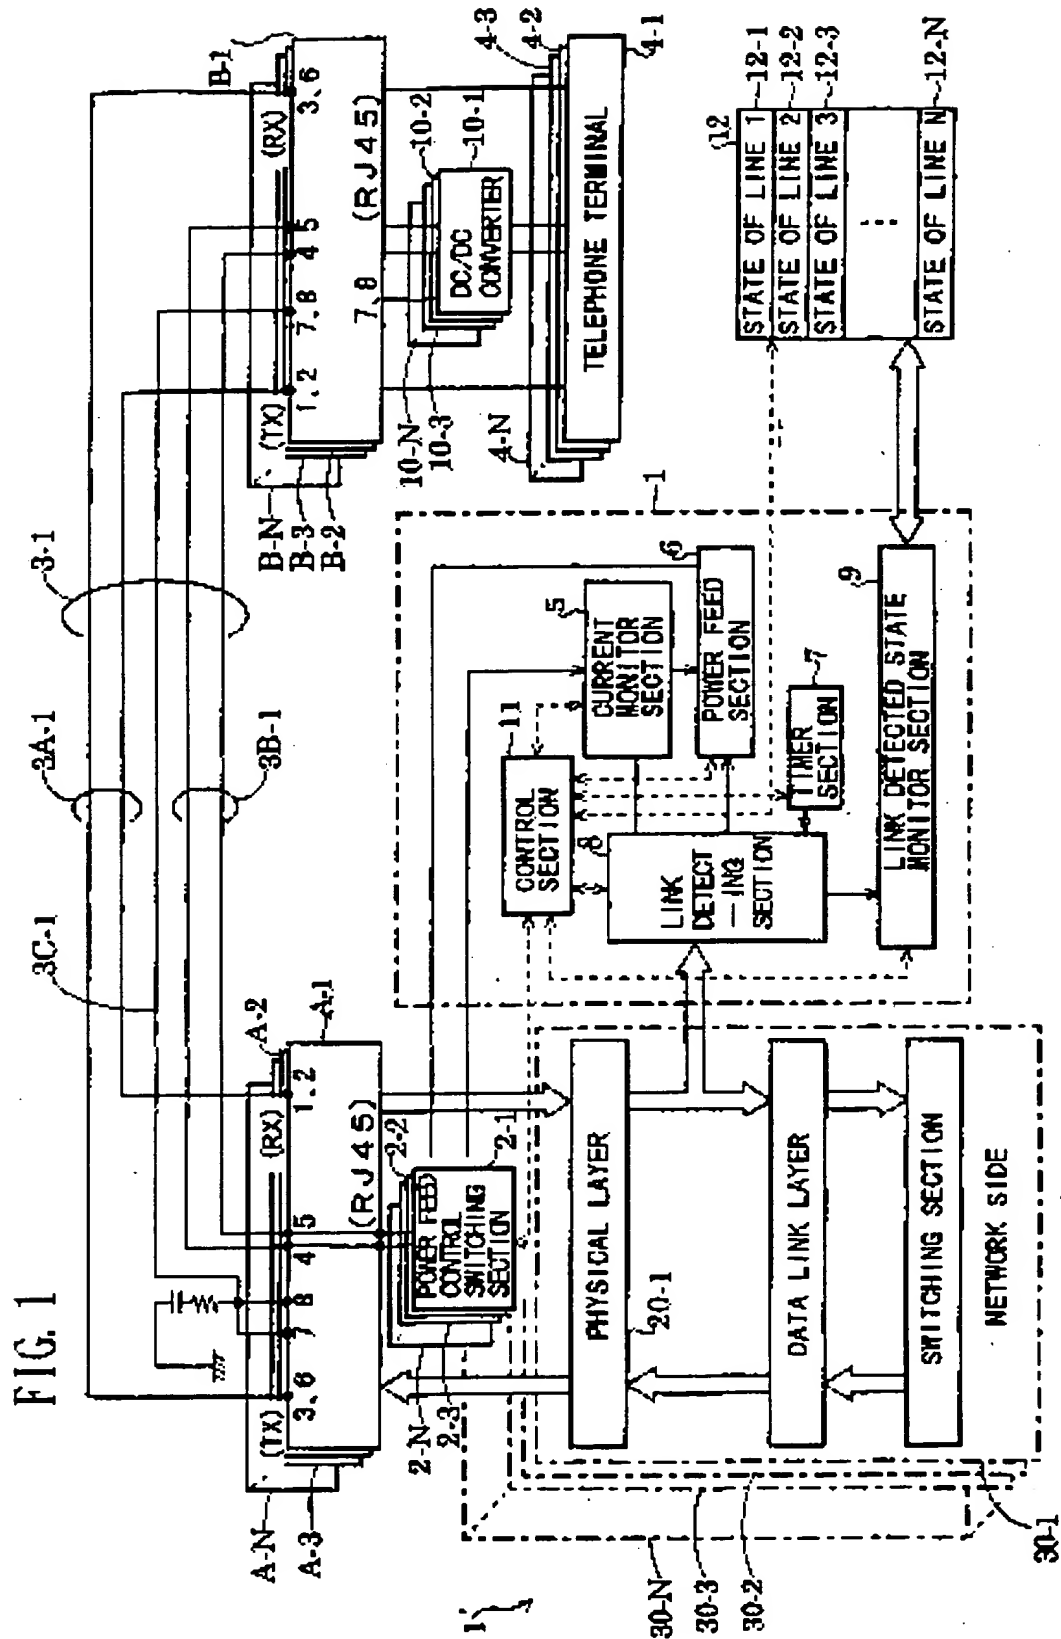 FIG. 1
3C-1
3A-1
3B-1
3-1
A-N
A-3
A-2
A-1
(TX)
(RX)
3, 6
7
8
4
5
1, 2
(RJ45)
2-N
2-3
2-2
2-1
POWER FEED
CONTROL
SWITCHING
SECTION
B-N
B-3
B-2
B-1
(TX)
(RX)
1, 2
7, 8
4
5
3, 6
(RJ45)
7, 8
10-N
10-3
10-2
10-1
DC/DC
CONVERTER
4-N
4-3
4-2
4-1
TELEPHONE TERMINAL
1'
30-N
30-3
30-2
30-1
PHYSICAL LAYER
20-1
DATA LINK LAYER
SWITCHING SECTION
NETWORK SIDE
1
11
CONTROL
SECTION
5
CURRENT
MONITOR
SECTION
6
POWER FEED
SECTION
8
LINK
DETECT
-ING
SECTION
7
TIMER
SECTION
9
LINK DETECTED STATE
MONITOR SECTION
12
STATE OF LINE 1
12-1
STATE OF LINE 2
12-2
STATE OF LINE 3
12-3
...
STATE OF LINE N
12-N